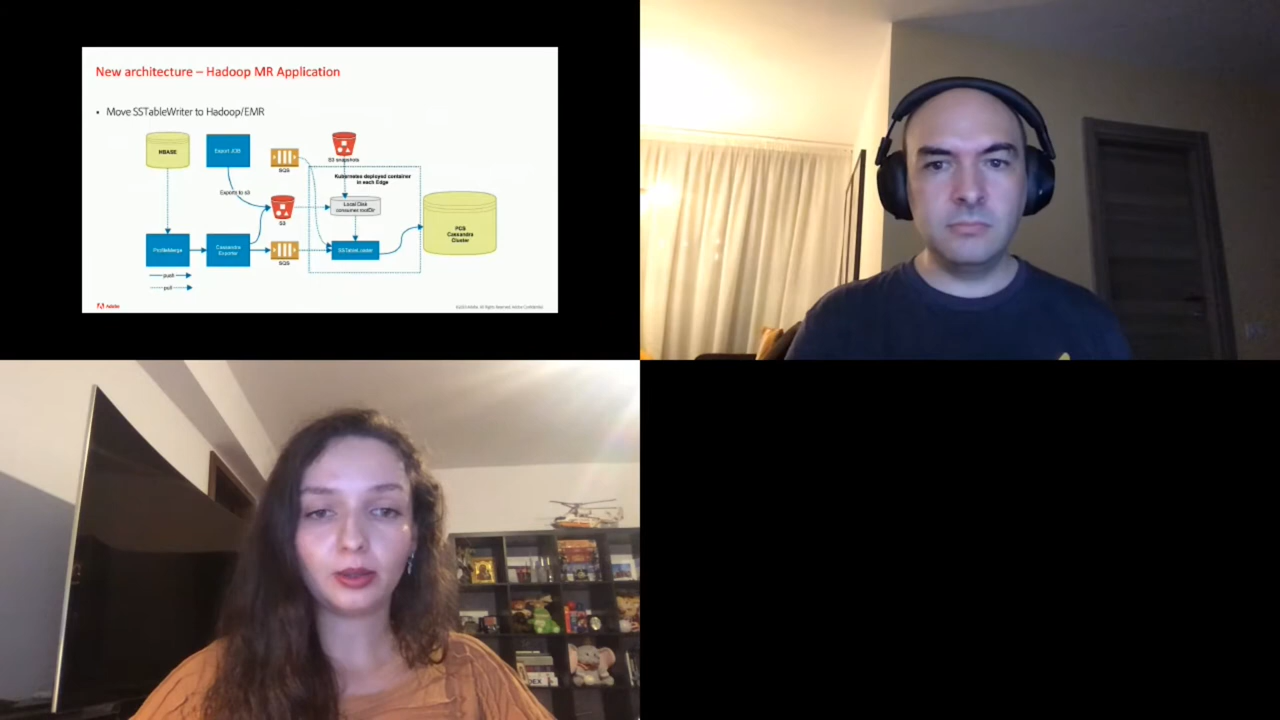 New architecture – Hadoop MR Application
• Move SSTableWriter to Hadoop/EMR
HBASE
Export JOB
SQS
S3 snapshots
Kubernetes deployed container
in each Edge
Export to s3
S3
Local Disk
consumer.rootDir
PCS
Cassandra
Cluster
ProfileMerge
Cassandra
Exporter
SQS
SSTableLoader
push
poll
Adobe